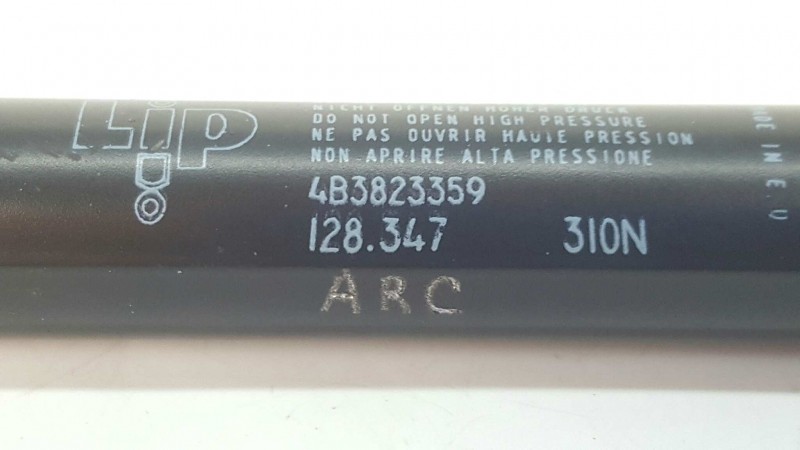 LIP
NICHT ÖFFNEN HOHER DRUCK
DO NOT OPEN HIGH PRESSURE
NE PAS OUVRIR HAUTE PRESSION
NON APRIRE ALTA PRESSIONE
4B3823359
128.347 310N
ARC
MADE IN E.U